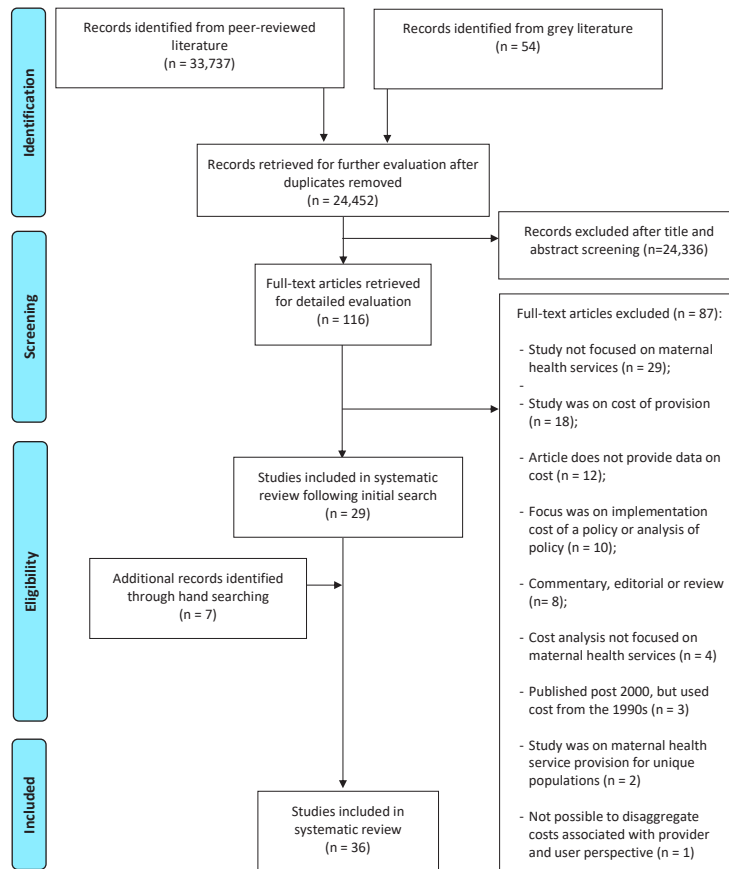 Identification
Records identified from peer-reviewed
literature
(n = 33,737)
Records identified from grey literature
(n = 54)
Records retrieved for further evaluation after
duplicates removed
(n = 24,452)
Records excluded after title and
abstract screening (n=24,336)
Screening
Full-text articles retrieved
for detailed evaluation
(n = 116)
Full-text articles excluded (n = 87):
- Study not focused on maternal
health services (n = 29);
-
- Study was on cost of provision
(n = 18);
- Article does not provide data on
cost (n = 12);
- Focus was on implementation
cost of a policy or analysis of
policy (n = 10);
- Commentary, editorial or review
(n= 8);
- Cost analysis not focused on
maternal health services (n = 4)
- Published post 2000, but used
cost from the 1990s (n = 3)
- Study was on maternal health
service provision for unique
populations (n = 2)
- Not possible to disaggregate
costs associated with provider
and user perspective (n = 1)
Eligibility
Studies included in systematic
review following initial search
(n = 29)
Additional records identified
through hand searching
(n = 7)
Included
Studies included in
systematic review
(n = 36)